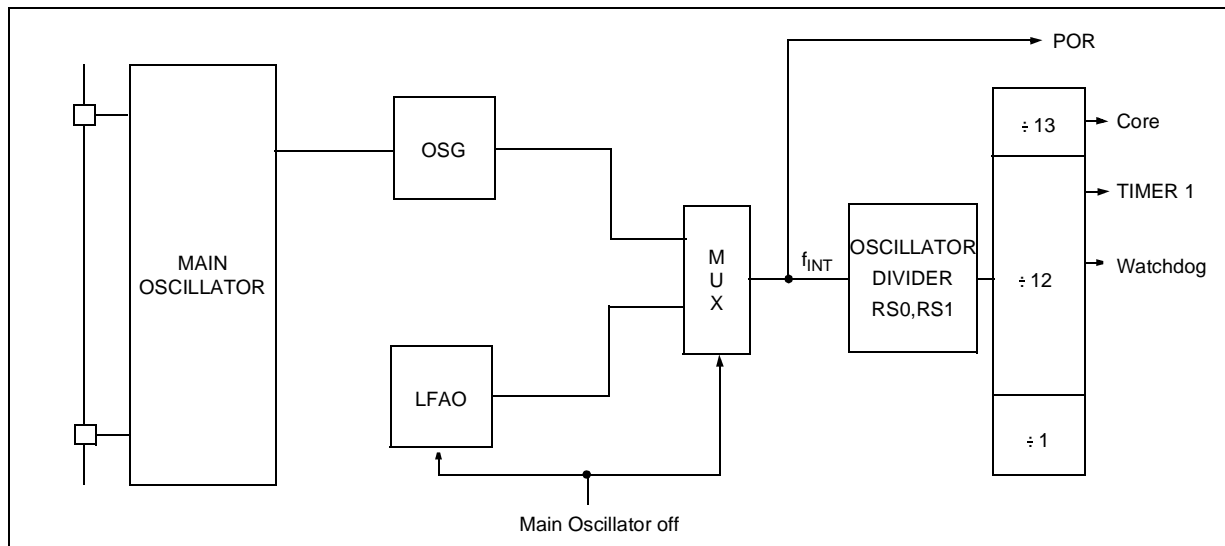 POR
÷ 13
Core
OSG
TIMER 1
MAIN
OSCILLATOR
M
U
X
fINT
OSCILLATOR
DIVIDER
RS0,RS1
÷ 12
Watchdog
LFAO
÷ 1
Main Oscillator off